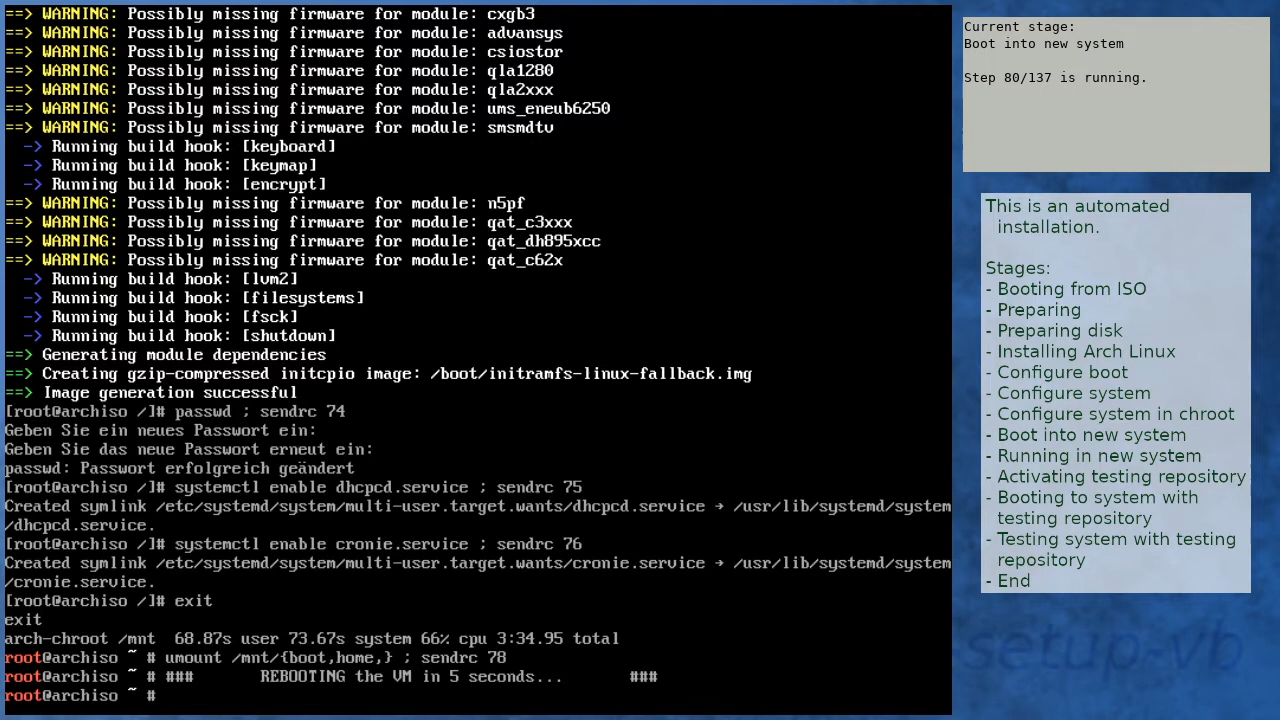 ==> WARNING: Possibly missing firmware for module: cxgb3
==> WARNING: Possibly missing firmware for module: advansys
==> WARNING: Possibly missing firmware for module: csiostor
==> WARNING: Possibly missing firmware for module: qla1280
==> WARNING: Possibly missing firmware for module: qla2xxx
==> WARNING: Possibly missing firmware for module: ums_eneub6250
==> WARNING: Possibly missing firmware for module: smsmdtv
  -> Running build hook: [keyboard]
  -> Running build hook: [keymap]
  -> Running build hook: [encrypt]
==> WARNING: Possibly missing firmware for module: n5pf
==> WARNING: Possibly missing firmware for module: qat_c3xxx
==> WARNING: Possibly missing firmware for module: qat_dh895xcc
==> WARNING: Possibly missing firmware for module: qat_c62x
  -> Running build hook: [lvm2]
  -> Running build hook: [filesystems]
  -> Running build hook: [fsck]
  -> Running build hook: [shutdown]
==> Generating module dependencies
==> Creating gzip-compressed initcpio image: /boot/initramfs-linux-fallback.img
==> Image generation successful
[root@archiso /]# passwd ; sendrc 74
Geben Sie ein neues Passwort ein:
Geben Sie das neue Passwort erneut ein:
passwd: Passwort erfolgreich geändert
[root@archiso /]# systemctl enable dhcpcd.service ; sendrc 75
Created symlink /etc/systemd/system/multi-user.target.wants/dhcpcd.service → /usr/lib/systemd/system
/dhcpcd.service.
[root@archiso /]# systemctl enable cronie.service ; sendrc 76
Created symlink /etc/systemd/system/multi-user.target.wants/cronie.service → /usr/lib/systemd/system
/cronie.service.
[root@archiso /]# exit
exit
arch-chroot /mnt  68.87s user 73.67s system 66% cpu 3:34.95 total
root@archiso ~ # umount /mnt/{boot,home,} ; sendrc 78
root@archiso ~ # ###       REBOOTING the VM in 5 seconds...       ###
root@archiso ~ #
Current stage:
Boot into new system
Step 80/137 is running.
This is an automated
installation.
Stages:
- Booting from ISO
- Preparing
- Preparing disk
- Installing Arch Linux
- Configure boot
- Configure system
- Configure system in chroot
- Boot into new system
- Running in new system
- Activating testing repository
- Booting to system with
testing repository
- Testing system with testing
repository
- End
setup-vb